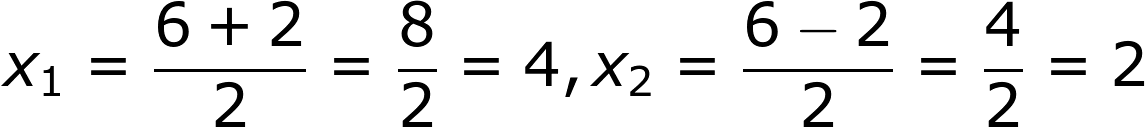 x₁ = (6 + 2)/2 = 8/2 = 4, x₂ = (6 − 2)/2 = 4/2 = 2